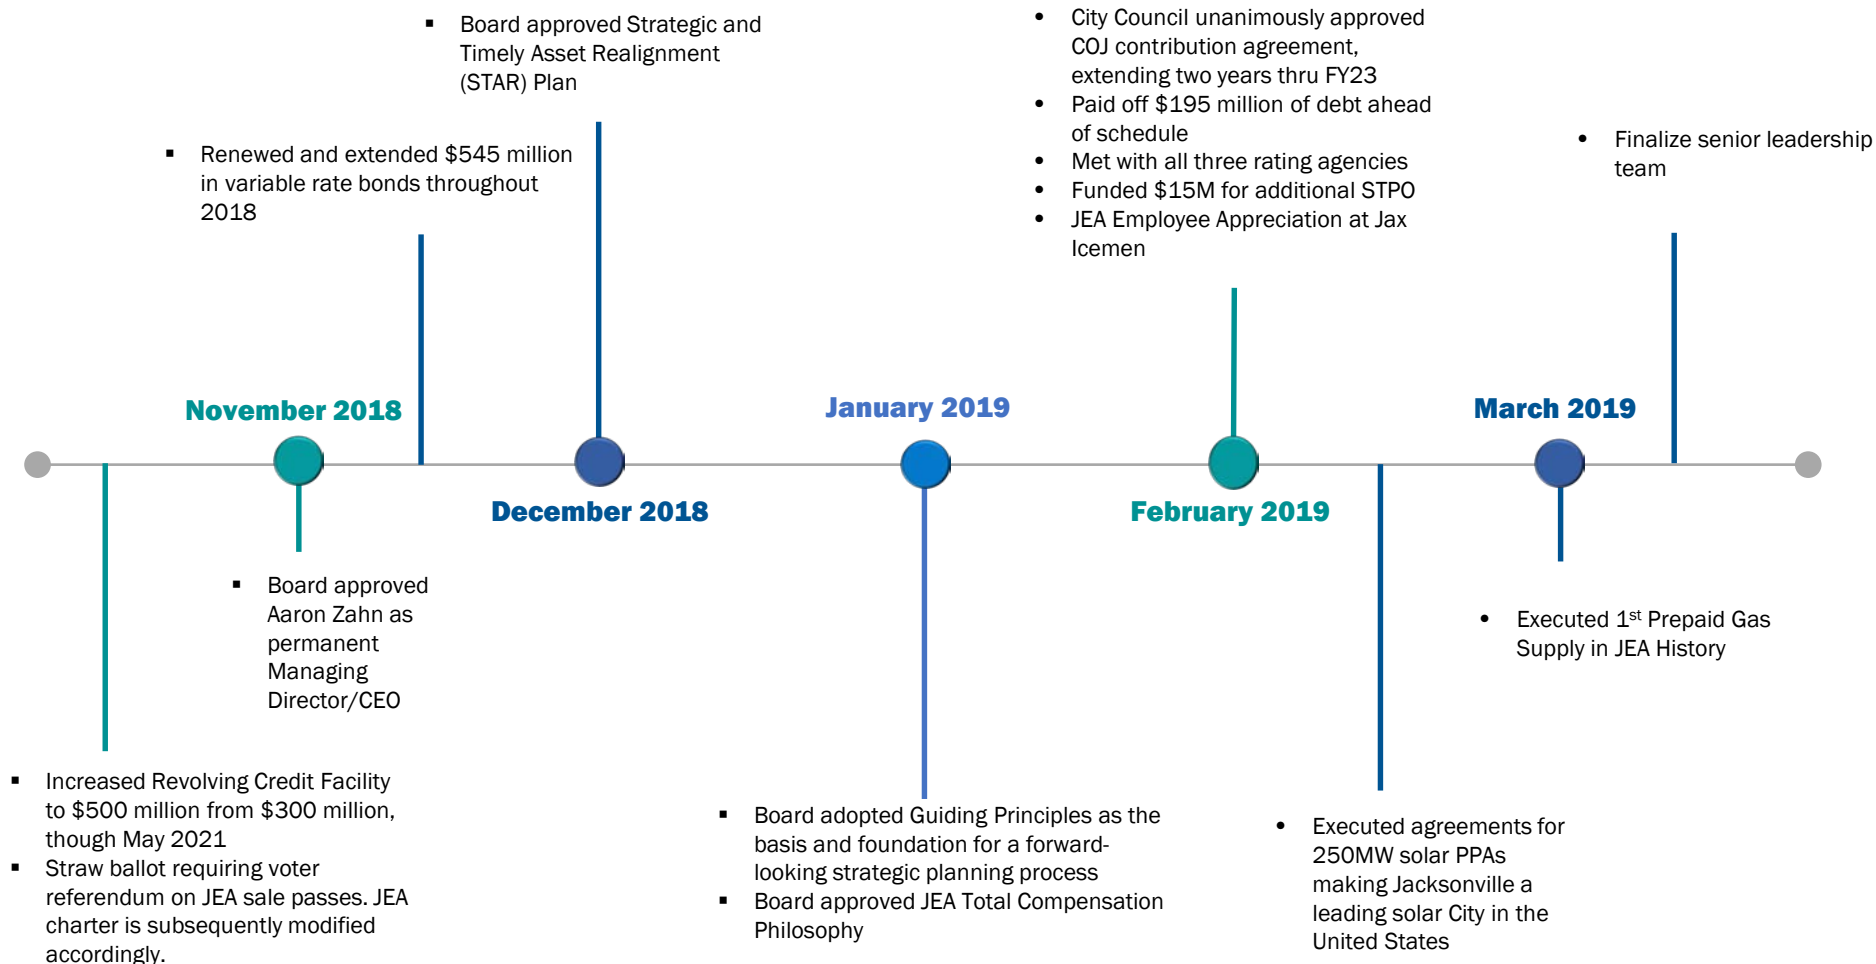 ▪ Board approved Strategic and
Timely Asset Realignment
(STAR) Plan
▪ Renewed and extended $545 million
in variable rate bonds throughout
2018
• City Council unanimously approved
COJ contribution agreement,
extending two years thru FY23
• Paid off $195 million of debt ahead
of schedule
• Met with all three rating agencies
• Funded $15M for additional STPO
• JEA Employee Appreciation at Jax
Icemen
• Finalize senior leadership
team
November 2018
December 2018
January 2019
February 2019
March 2019
▪ Board approved
Aaron Zahn as
permanent
Managing
Director/CEO
▪ Increased Revolving Credit Facility
to $500 million from $300 million,
though May 2021
▪ Straw ballot requiring voter
referendum on JEA sale passes. JEA
charter is subsequently modified
accordingly.
▪ Board adopted Guiding Principles as the
basis and foundation for a forward-
looking strategic planning process
▪ Board approved JEA Total Compensation
Philosophy
• Executed agreements for
250MW solar PPAs
making Jacksonville a
leading solar City in the
United States
• Executed 1st Prepaid Gas
Supply in JEA History